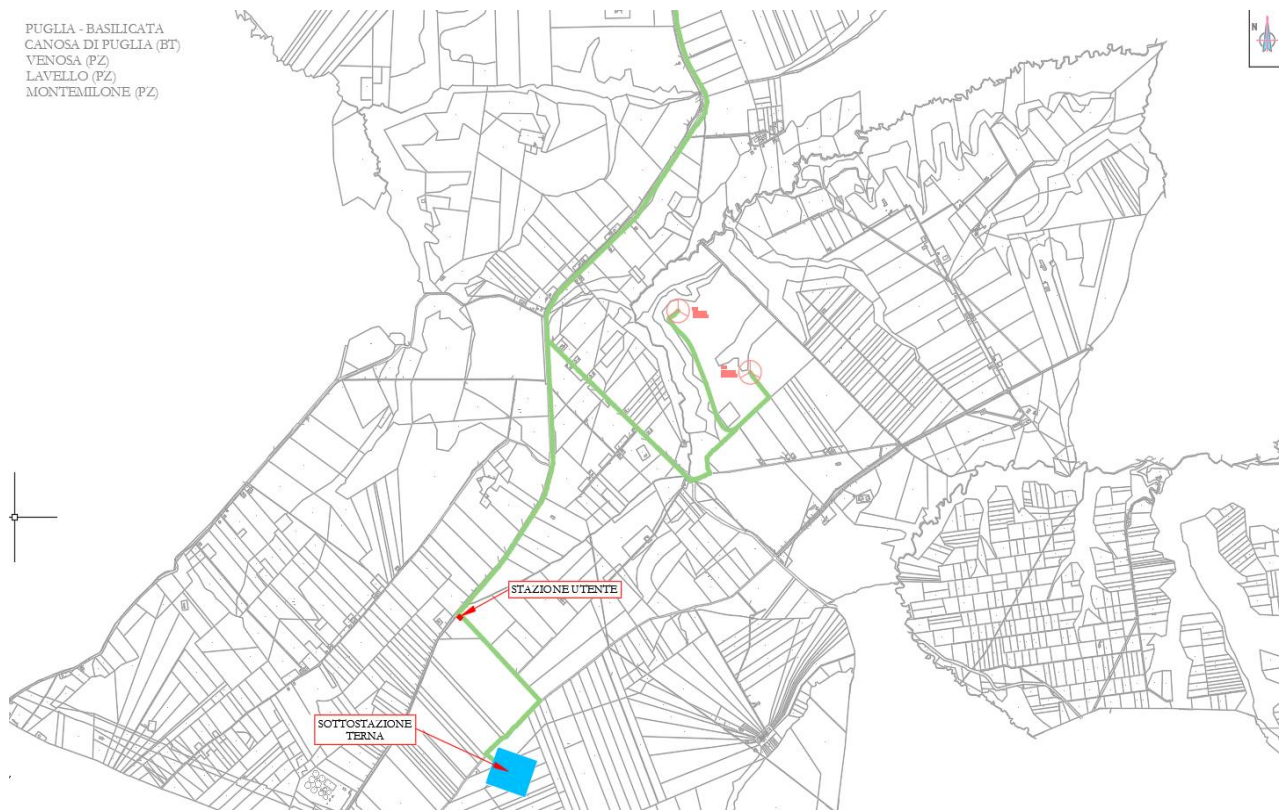 PUGLIA - BASILICATA
CANOSA DI PUGLIA (BT)
VENOSA (PZ)
LAVELLO (PZ)
MONTEMILONE (PZ)
N
STAZIONE UTENTE
SOTTOSTAZIONE
TERNA